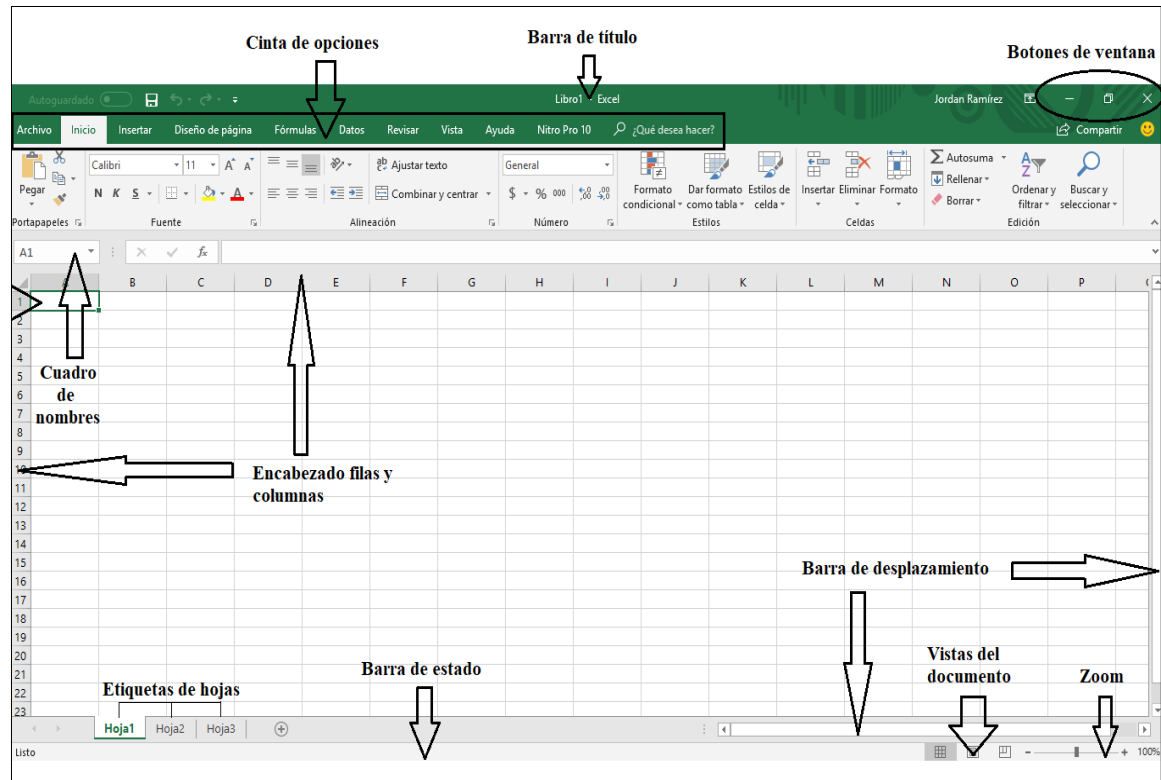 Cinta de opciones
Barra de título
Botones de ventana
Autoguardado
Libro1 - Excel
Jordan Ramírez
Archivo Inicio Insertar Diseño de página Fórmulas Datos Revisar Vista Ayuda Nitro Pro 10 ¿Qué desea hacer? Compartir
Calibri 11 Ajustar texto General Autosuma
Pegar Rellenar
N K S Combinar y centrar $ % 000 Formato condicional Dar formato como tabla Estilos de celda Insertar Eliminar Formato Borrar Ordenar y filtrar Buscar y seleccionar
Portapapeles Fuente Alineación Número Estilos Celdas Edición
A1 fx
A B C D E F G H I J K L M N O P
1
2
3
4
5
Cuadro
6
de
7
nombres
8
9
10
Encabezado filas y
11
columnas
12
13
14
15
Barra de desplazamiento
16
17
18
19
20
Vistas del
21
Barra de estado
documento
Zoom
22
Etiquetas de hojas
23
Hoja1 Hoja2 Hoja3
Listo
100%